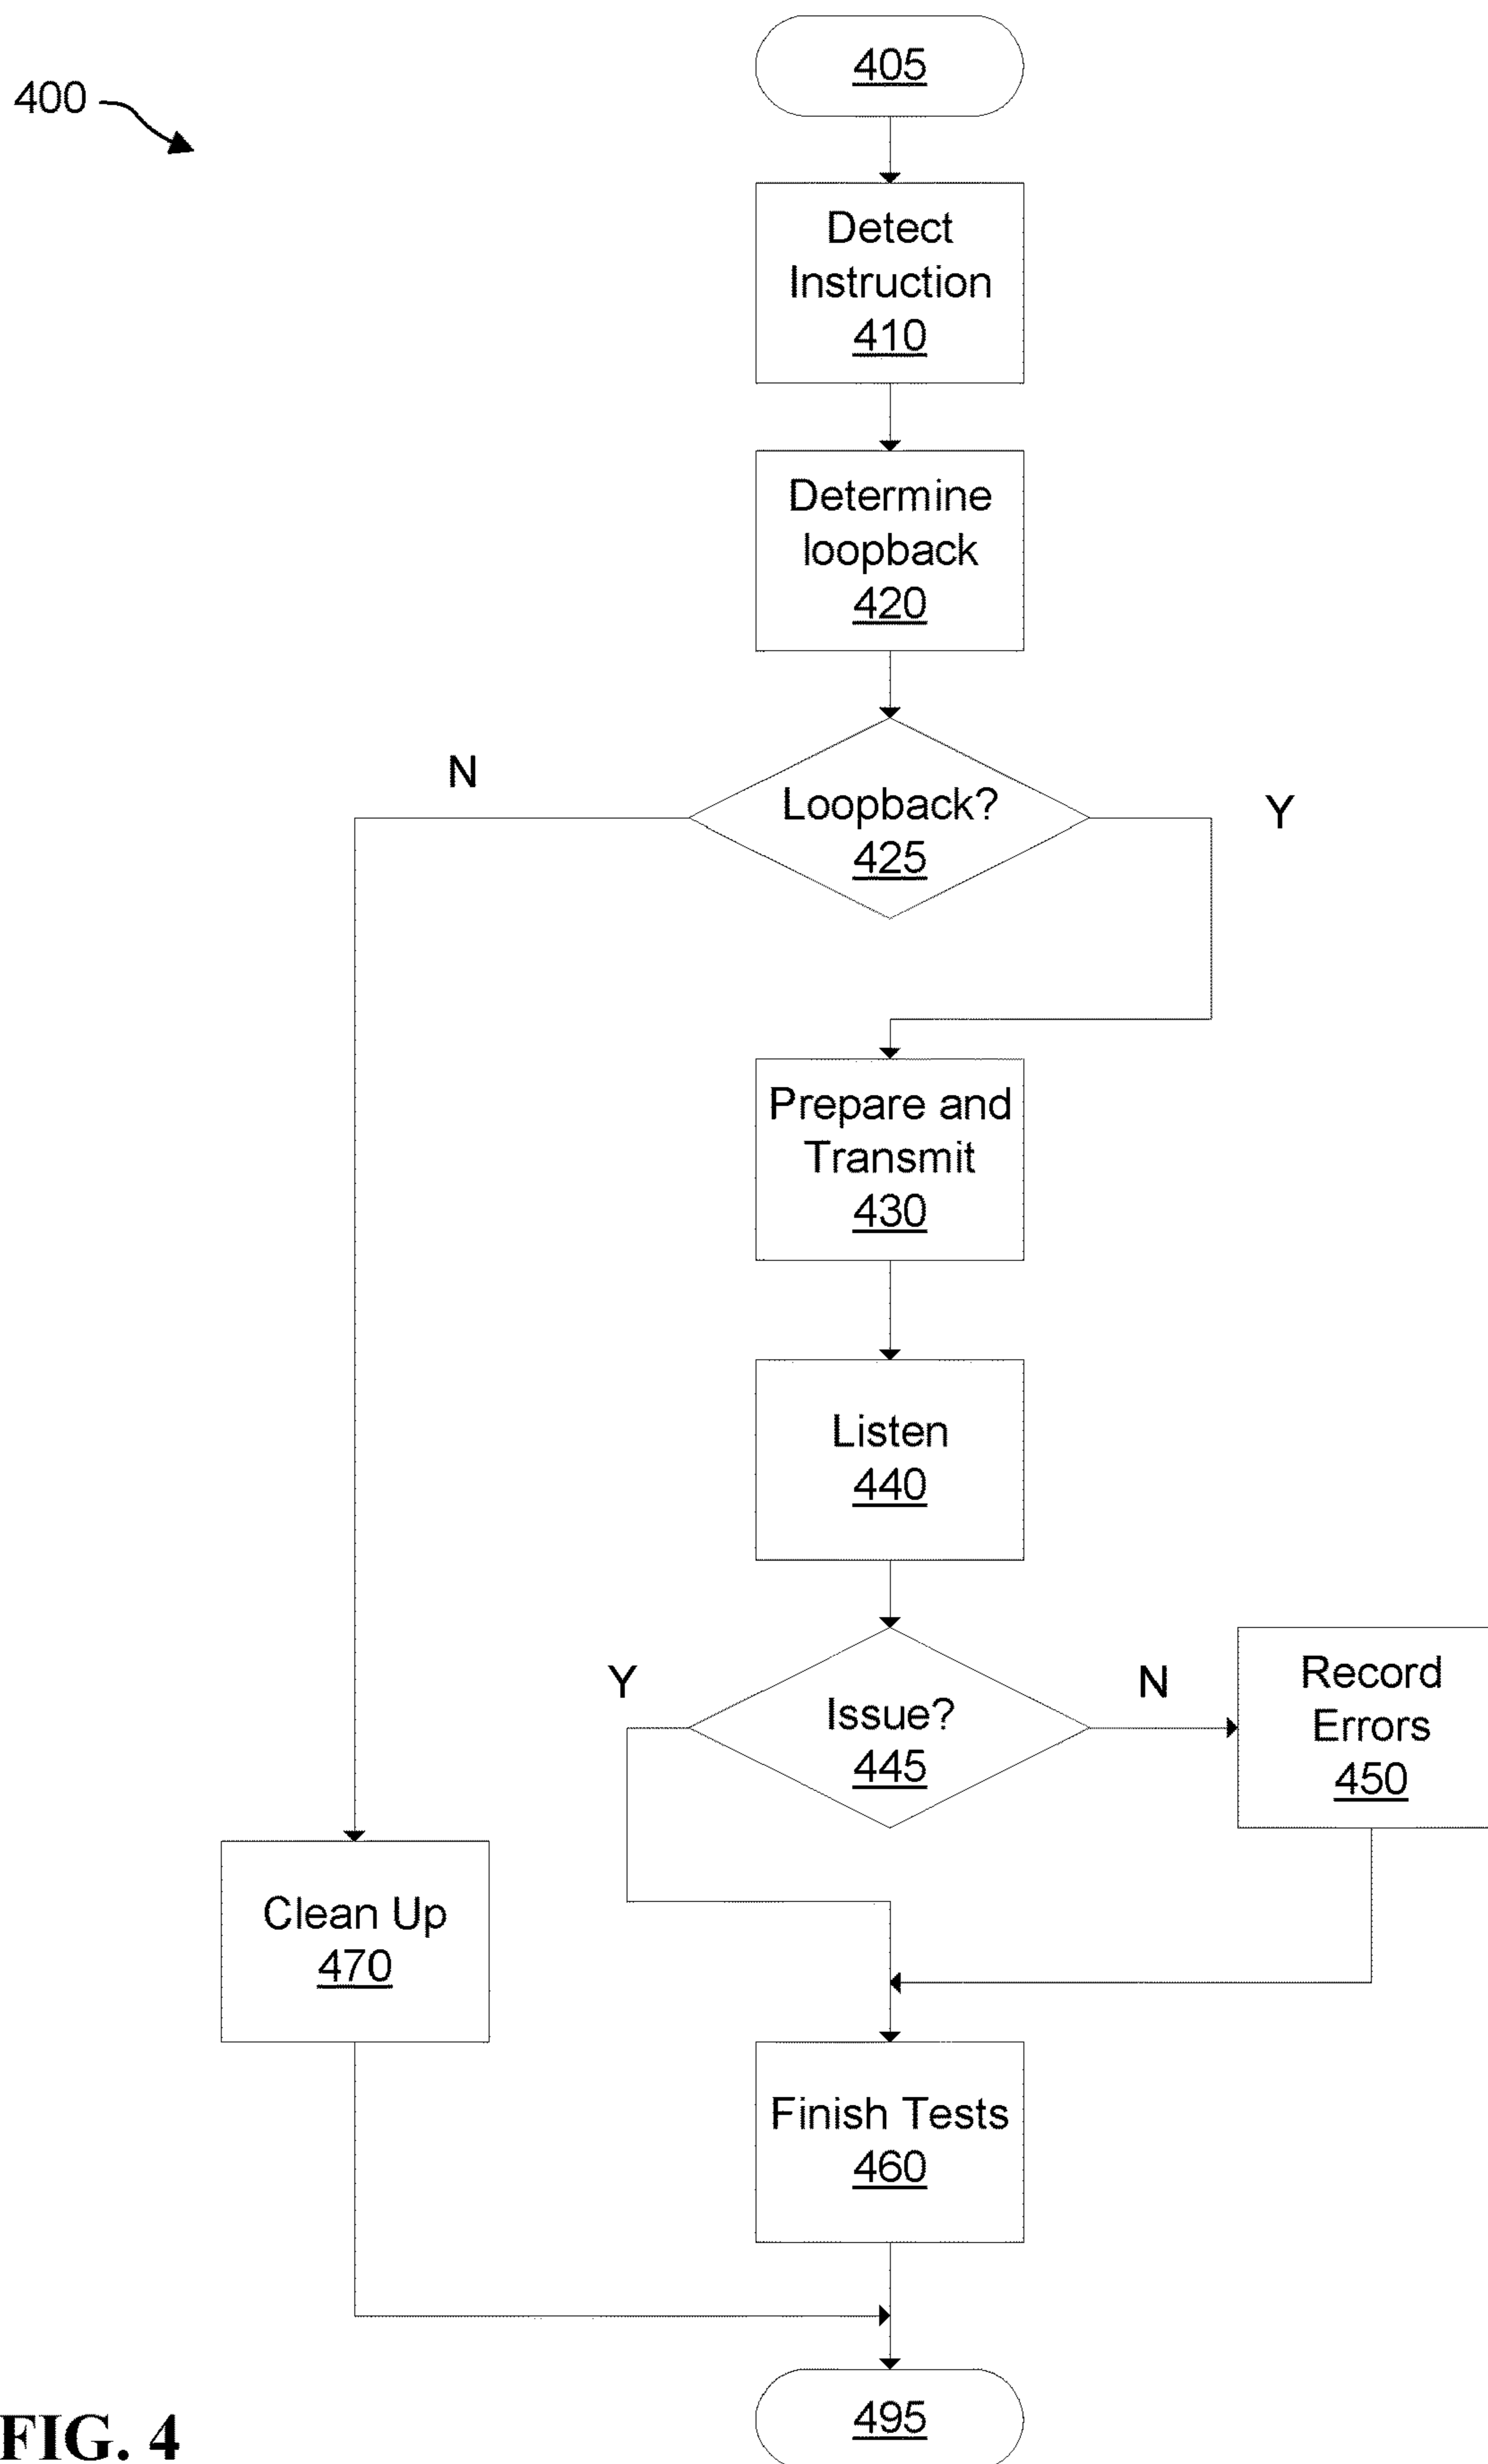 405
400
Detect
Instruction
410
Determine
loopback
420
N
Loopback?
425
Y
Prepare and
Transmit
430
Listen
440
Y
Issue?
445
N
Record
Errors
450
Clean Up
470
Finish Tests
460
495
FIG. 4